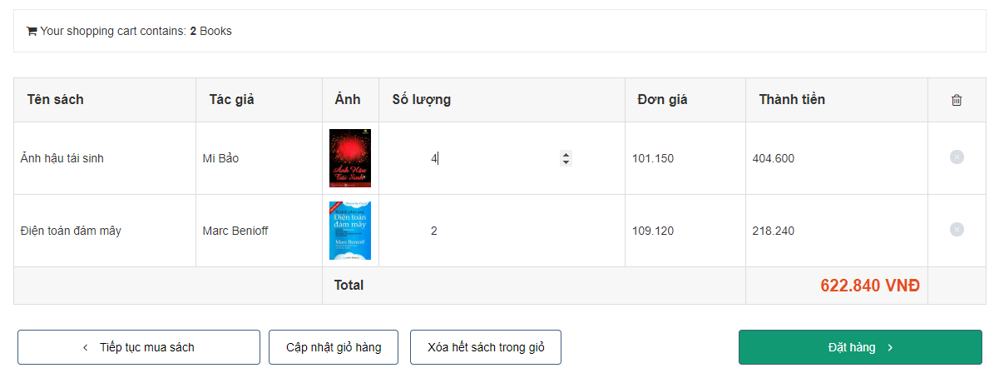 Your shopping cart contains: 2 Books
Tên sách Tác giả Ảnh Số lượng Đơn giá Thành tiền
Ảnh hậu tái sinh Mi Bảo 4 101.150 404.600
Ảnh Hậu
Tái Sinh
Điện toán đám mây Marc Benioff 2 109.120 218.240
Điện toán
đám mây
Marc Benioff
Total 622.840 VNĐ
Tiếp tục mua sách Cập nhật giỏ hàng Xóa hết sách trong giỏ Đặt hàng